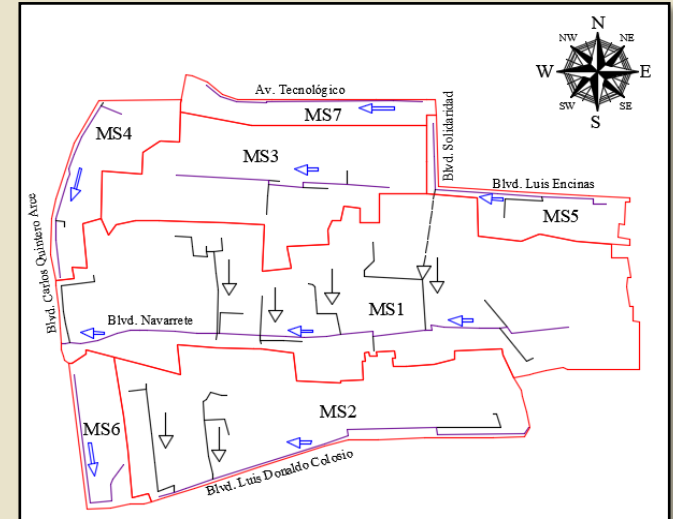 N
NW NE
W E
SW SE
S
Av. Tecnológico
MS7
MS4
MS3
Blvd. Solidaridad
Blvd. Luis Encinas
MS5
Blvd. Carlos Quintero Arce
MS1
Blvd. Navarrete
MS2
MS6
Blvd. Luis Donaldo Colosio